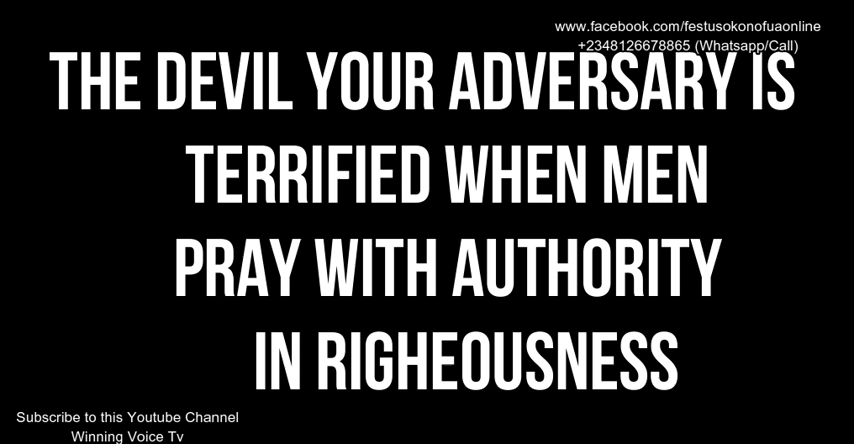 www.facebook.com/festusokonofuaonline
+2348126678865 (Whatsapp/Call)
THE DEVIL YOUR ADVERSARY IS
TERRIFIED WHEN MEN
PRAY WITH AUTHORITY
IN RIGHEOUSNESS
Subscribe to this Youtube Channel
Winning Voice Tv